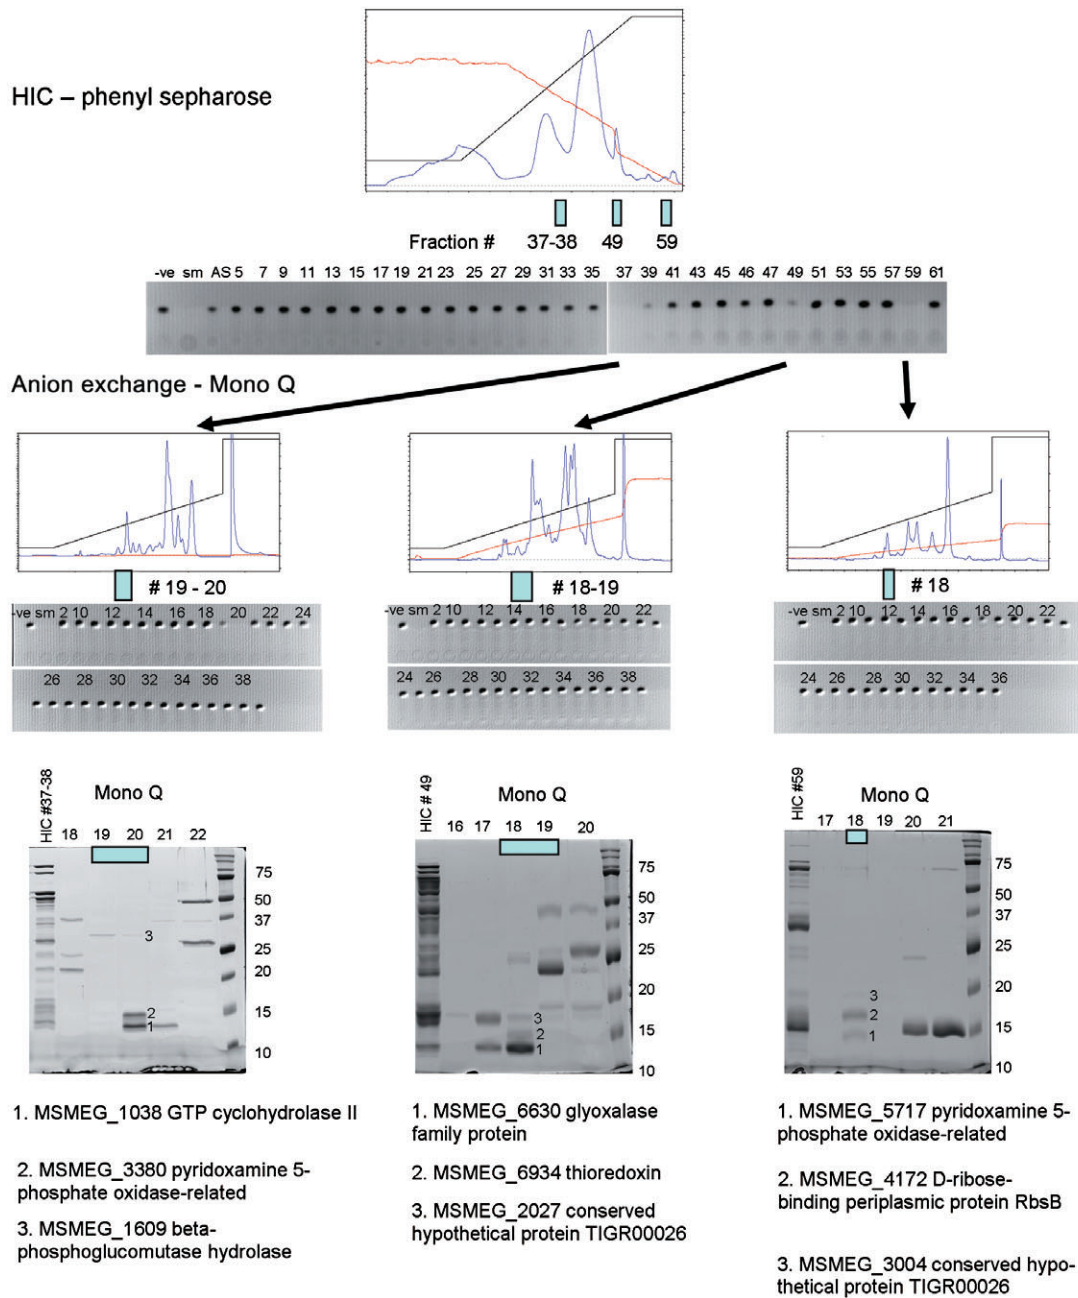 HIC – phenyl sepharose
Fraction # 37-38 49 59
-ve sm AS 5 7 9 11 13 15 17 19 21 23 25 27 29 31 33 35 37 39 41 43 45 46 47 49 51 53 55 57 59 61
Anion exchange - Mono Q
# 19 - 20 # 18-19 # 18
-ve sm 2 10 12 14 16 18 20 22 24
26 28 30 32 34 36 38
-ve sm 2 10 12 14 16 18 20 22
24 26 28 30 32 34 36 38
-ve sm 2 10 12 14 16 18 20 22
24 26 28 30 32 34 36
HIC #37-38
Mono Q
18 19 20 21 22
75
50
37
25
20
15
10
3
2
1
HIC # 49
Mono Q
16 17 18 19 20
75
50
37
25
20
15
10
3
2
1
HIC #59
Mono Q
17 18 19 20 21
75
50
37
25
20
15
10
3
2
1
1. MSMEG_1038 GTP cyclohydrolase II
2. MSMEG_3380 pyridoxamine 5-
phosphate oxidase-related
3. MSMEG_1609 beta-
phosphoglucomutase hydrolase
1. MSMEG_6630 glyoxalase
family protein
2. MSMEG_6934 thioredoxin
3. MSMEG_2027 conserved
hypothetical protein TIGR00026
1. MSMEG_5717 pyridoxamine 5-
phosphate oxidase-related
2. MSMEG_4172 D-ribose-
binding periplasmic protein RbsB
3. MSMEG_3004 conserved hypo-
thetical protein TIGR00026